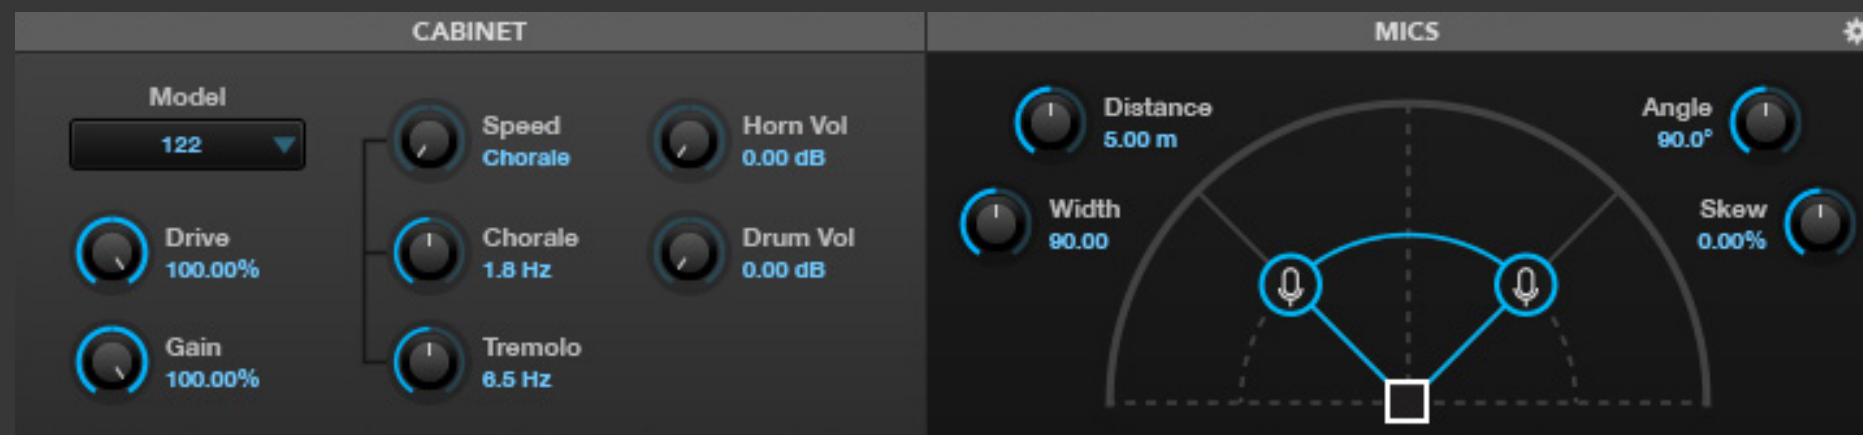 CABINET
Model
122
Drive
100.00%
Gain
100.00%
Speed
Chorale
Chorale
1.8 Hz
Tremolo
6.5 Hz
Horn Vol
0.00 dB
Drum Vol
0.00 dB
MICS
Distance
5.00 m
Width
90.00
Angle
90.0°
Skew
0.00%